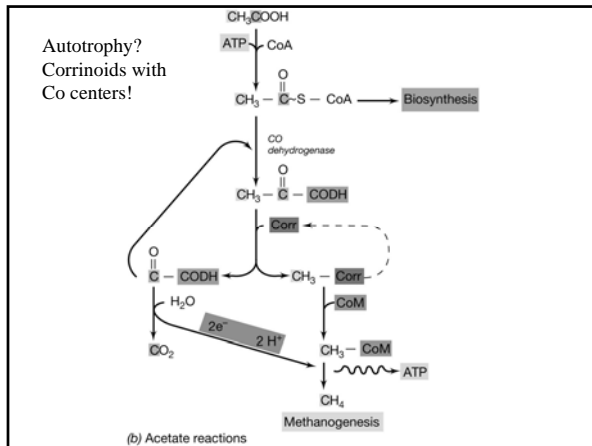 Autotrophy?
Corrinoids with
Co centers!
CH₃COOH
ATP
CoA
O
CH₃ – C~S – CoA
Biosynthesis
CO
dehydrogenase
O
CH₃ – C – CODH
Corr
O
C – CODH
CH₃ – Corr
H₂O
CoM
2e⁻
2 H⁺
CO₂
CH₃ – CoM
ATP
CH₄
Methanogenesis
(b) Acetate reactions